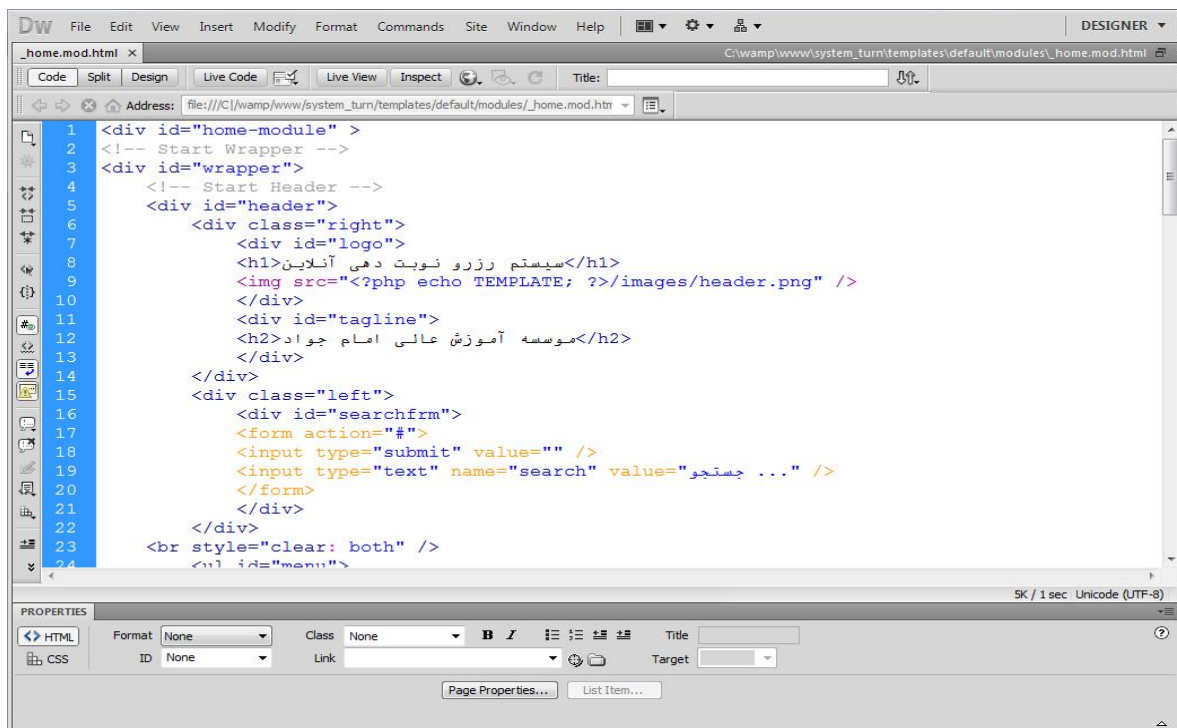 Dw File Edit View Insert Modify Format Commands Site Window Help DESIGNER
_home.mod.html × C:\wamp\www\system_turn\templates\default\modules\_home.mod.html
Code Split Design Live Code Live View Inspect Title:
Address: file:///C|/wamp/www/system_turn/templates/default/modules/_home.mod.htm
1 <div id="home-module" >
2 <!-- Start Wrapper -->
3 <div id="wrapper">
4 <!-- Start Header -->
5 <div id="header">
6 <div class="right">
7 <div id="logo">
8 <h1>سیستم رزرو نوبت دهی آنلاین</h1>
9 <img src="<?php echo TEMPLATE; ?>/images/header.png" />
10 </div>
11 <div id="tagline">
12 <h2>موسسه آموزش عالی امام جواد</h2>
13 </div>
14 </div>
15 <div class="left">
16 <div id="searchfrm">
17 <form action="#">
18 <input type="submit" value="" />
19 <input type="text" name="search" value="جستجو ..." />
20 </form>
21 </div>
22 </div>
23 <br style="clear: both" />
24 <ul id="menu">
5K / 1 sec Unicode (UTF-8)
PROPERTIES
<> HTML Format None Class None B I Title
CSS ID None Link Target
Page Properties... List Item...